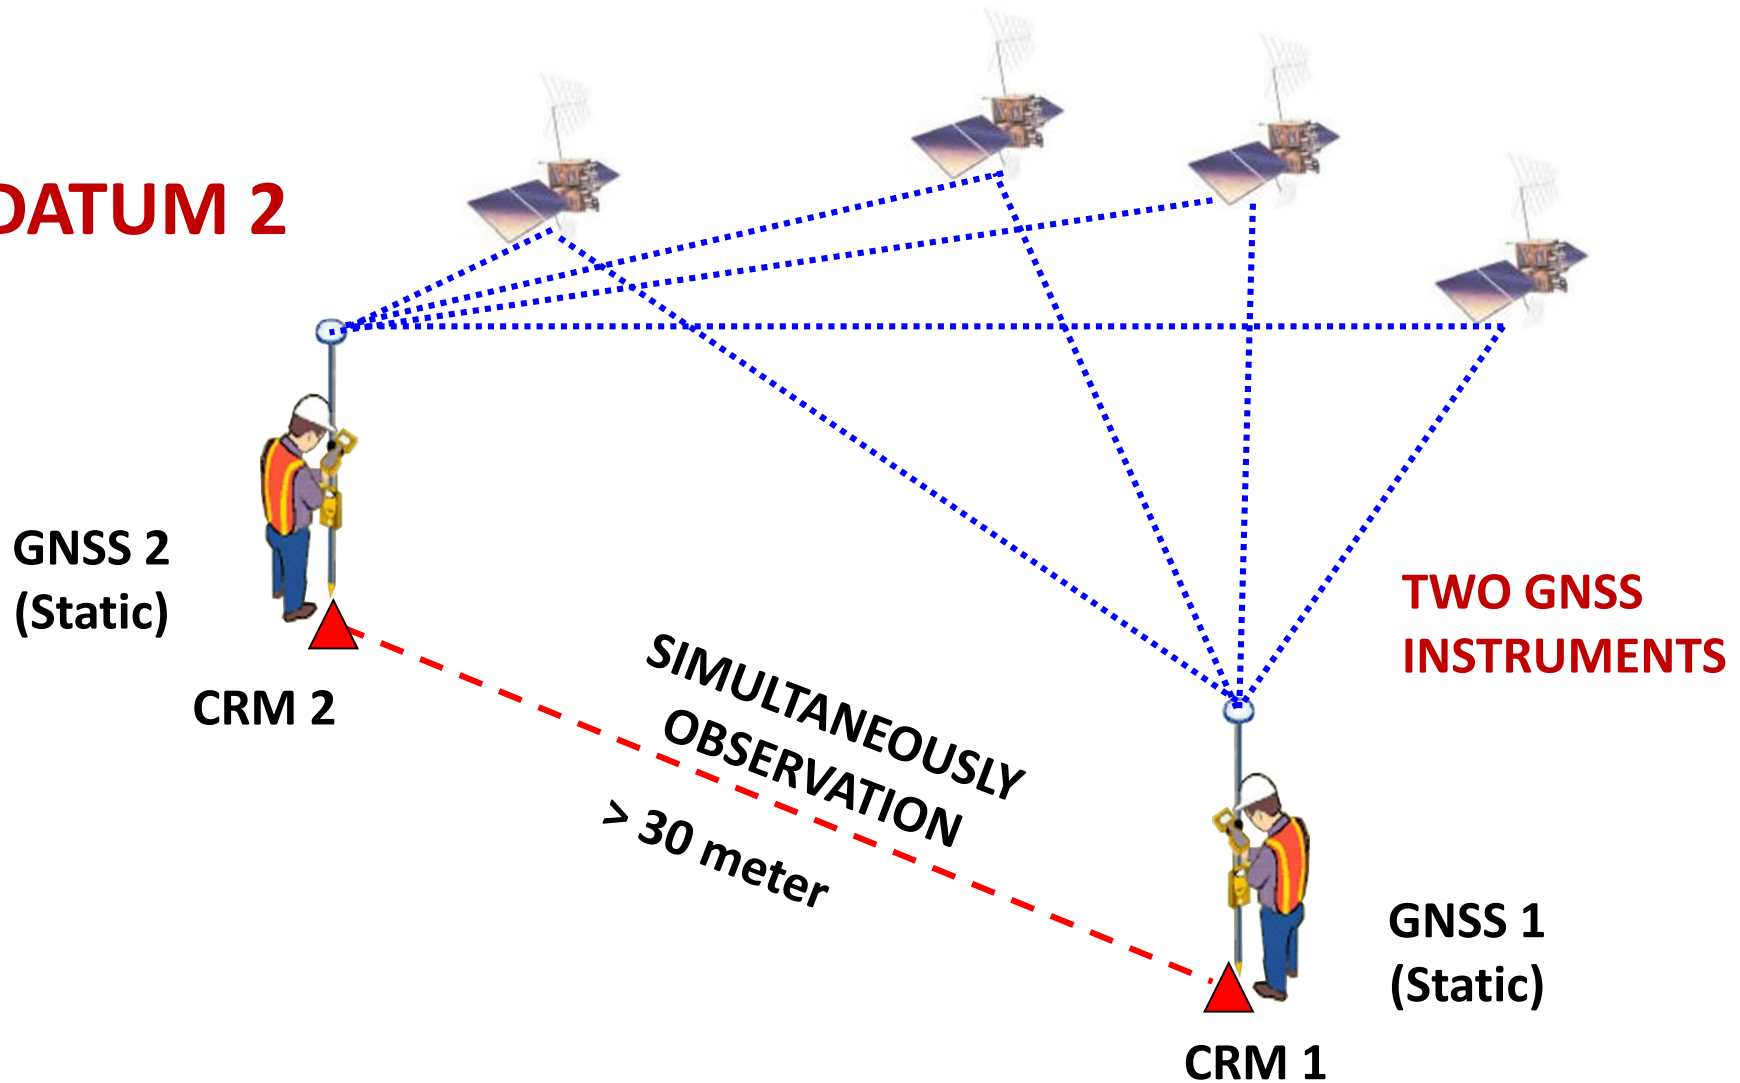 DATUM 2
GNSS 2
(Static)
CRM 2
SIMULTANEOUSLY
OBSERVATION
> 30 meter
TWO GNSS
INSTRUMENTS
GNSS 1
(Static)
CRM 1